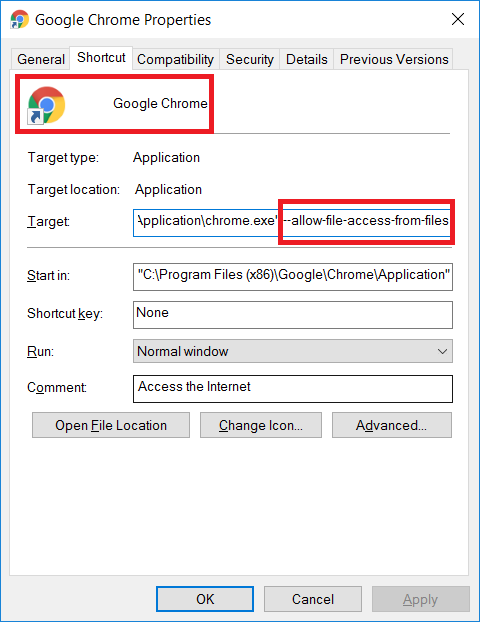 Google Chrome Properties
General Shortcut Compatibility Security Details Previous Versions
Google Chrome
Target type: Application
Target location: Application
Target: \pplication\chrome.exe" --allow-file-access-from-files
Start in: "C:\Program Files (x86)\Google\Chrome\Application"
Shortcut key: None
Run: Normal window
Comment: Access the Internet
Open File Location Change Icon... Advanced...
OK Cancel Apply